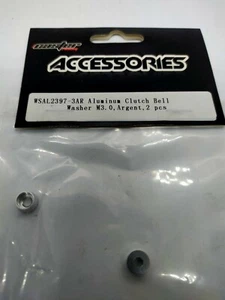 ACCESSORIES
WSAL2397-3AR Aluminum Clutch Bell
Washer M3.0,Argent,2 pcs